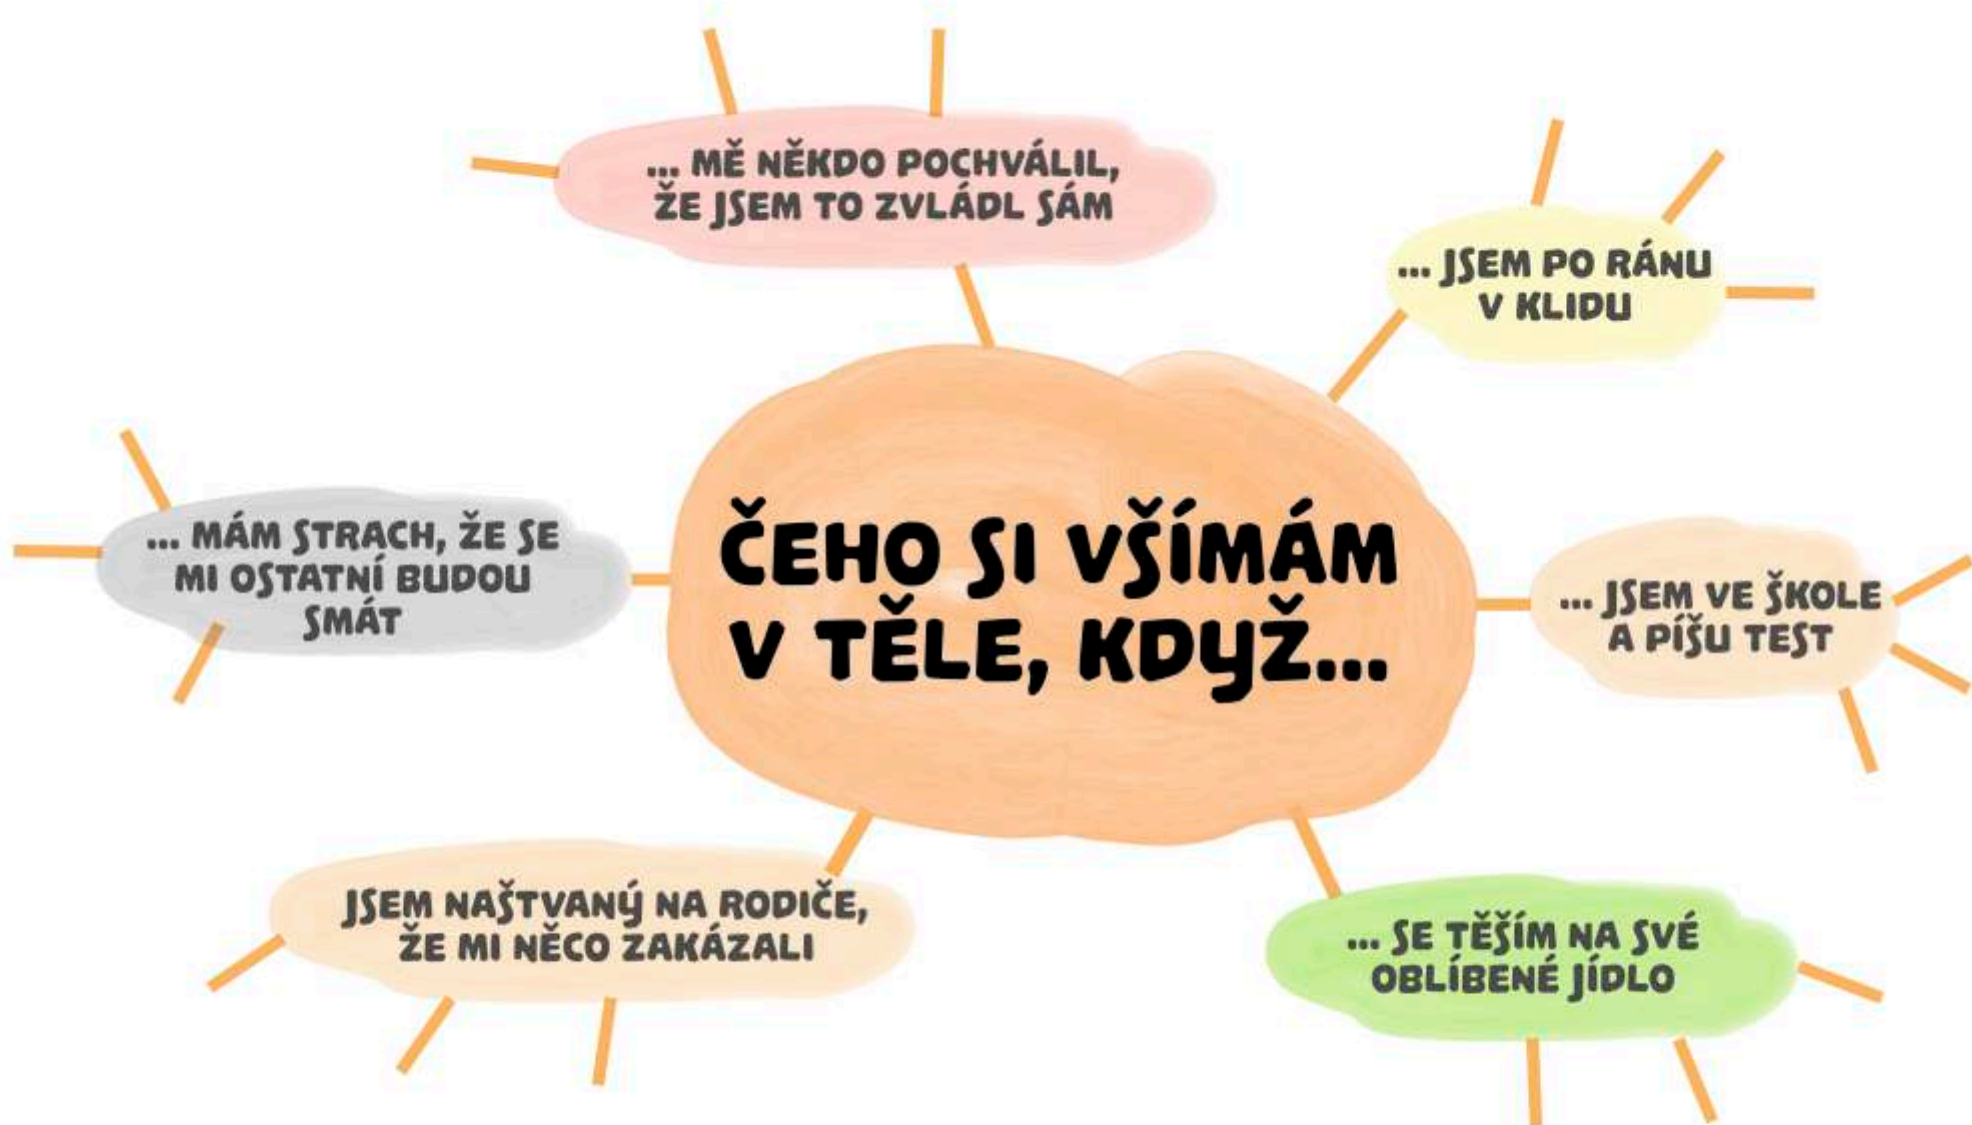 ... MĚ NĚKDO POCHVÁLIL,
ŽE JSEM TO ZVLÁDL SÁM
... JSEM PO RÁNU
V KLIDU
ČEHO SI VŠÍMÁM
V TĚLE, KDYŽ...
... MÁM STRACH, ŽE SE
MI OSTATNÍ BUDOU
SMÁT
... JSEM VE ŠKOLE
A PÍŠU TEST
JSEM NAŠTVANÝ NA RODIČE,
ŽE MI NĚCO ZAKÁZALI
... SE TĚŠÍM NA SVÉ
OBLÍBENÉ JÍDLO